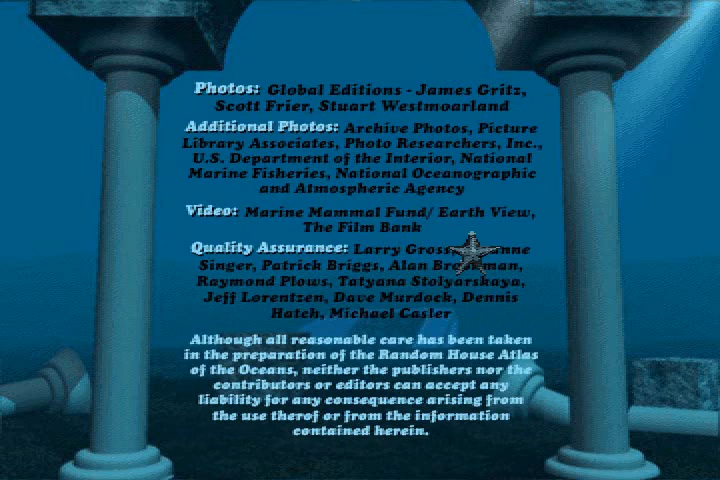 Photos: Global Editions - James Gritz,
Scott Frier, Stuart Westmoarland
Additional Photos: Archive Photos, Picture
Library Associates, Photo Researchers, Inc.,
U.S. Department of the Interior, National
Marine Fisheries, National Oceanographic
and Atmospheric Agency
Video: Marine Mammal Fund/ Earth View,
The Film Bank
Quality Assurance: Larry
Singer, Patrick Briggs, Alan
Raymond Plows, Tatyana Stolyarskaya,
Jeff Lorentzen, Dave Murdock, Dennis
Hatch, Michael Casler
Although all reasonable care has been taken
in the preparation of the Random House Atlas
of the Oceans, neither the publishers nor the
contributors or editors can accept any
liability for any consequence arising from
the use therof or from the information
contained herein.